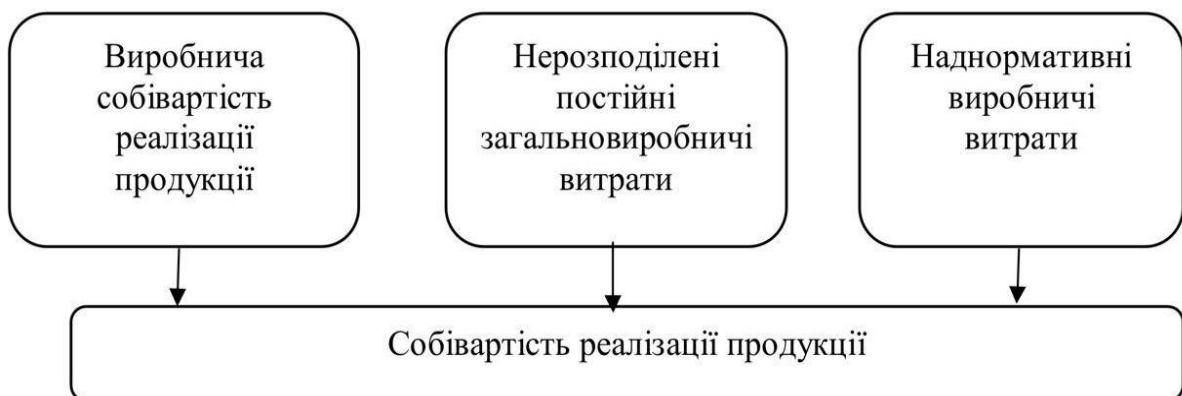 Виробнича
собівартість
реалізації
продукції
Нерозподілені
постійні
загальновиробничі
витрати
Наднормативні
виробничі
витрати
Собівартість реалізації продукції